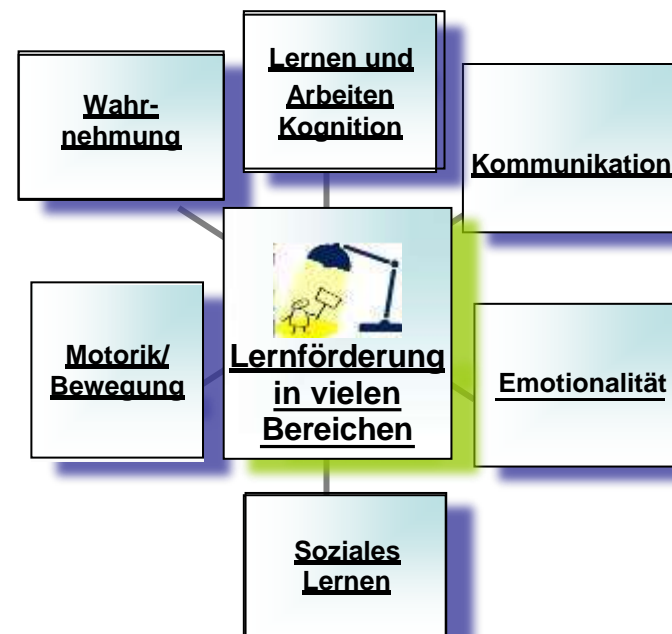 Lernen und
Arbeiten
Kognition
Wahr-
nehmung
Kommunikation
Lernförderung
in vielen
Bereichen
Motorik/
Bewegung
Emotionalität
Soziales
Lernen